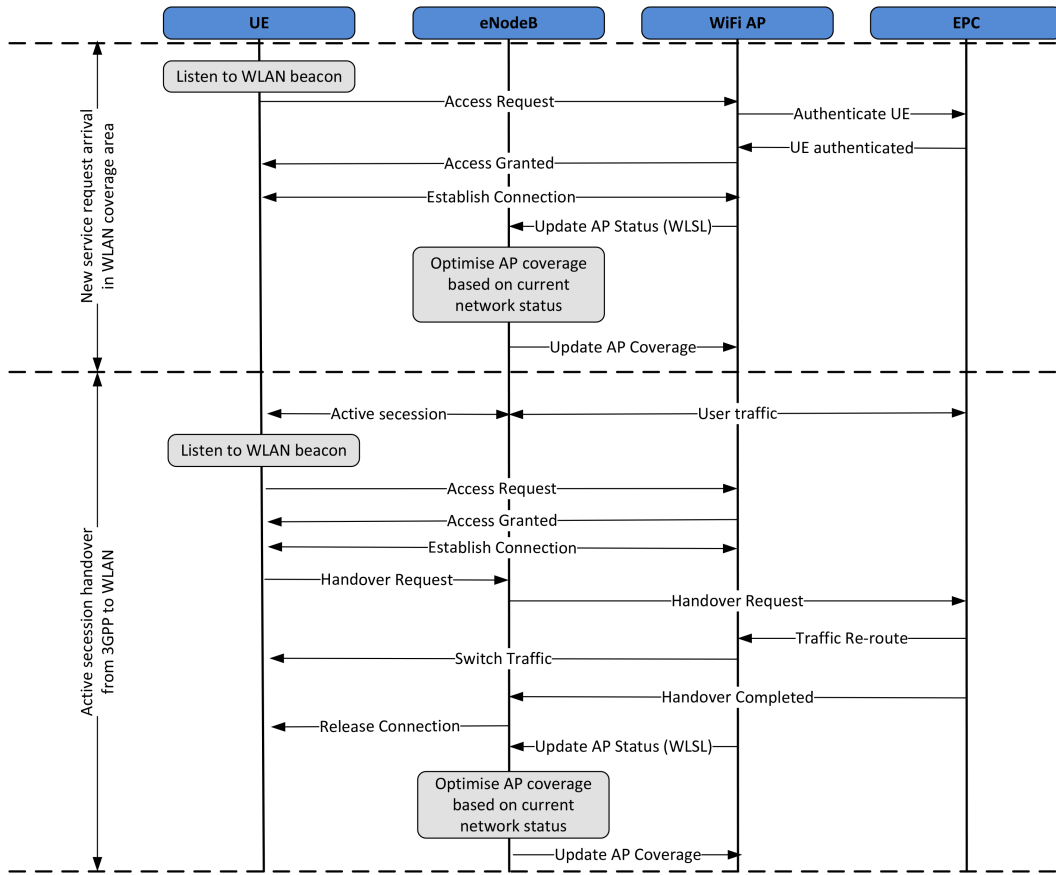 UE
eNodeB
WiFi AP
EPC
New service request arrival
in WLAN coverage area
Listen to WLAN beacon
Access Request
Authenticate UE
UE authenticated
Access Granted
Establish Connection
Update AP Status (WLSL)
Optimise AP coverage
based on current
network status
Update AP Coverage
Active secession handover
from 3GPP to WLAN
Active secession
User traffic
Listen to WLAN beacon
Access Request
Access Granted
Establish Connection
Handover Request
Handover Request
Traffic Re-route
Switch Traffic
Handover Completed
Release Connection
Update AP Status (WLSL)
Optimise AP coverage
based on current
network status
Update AP Coverage